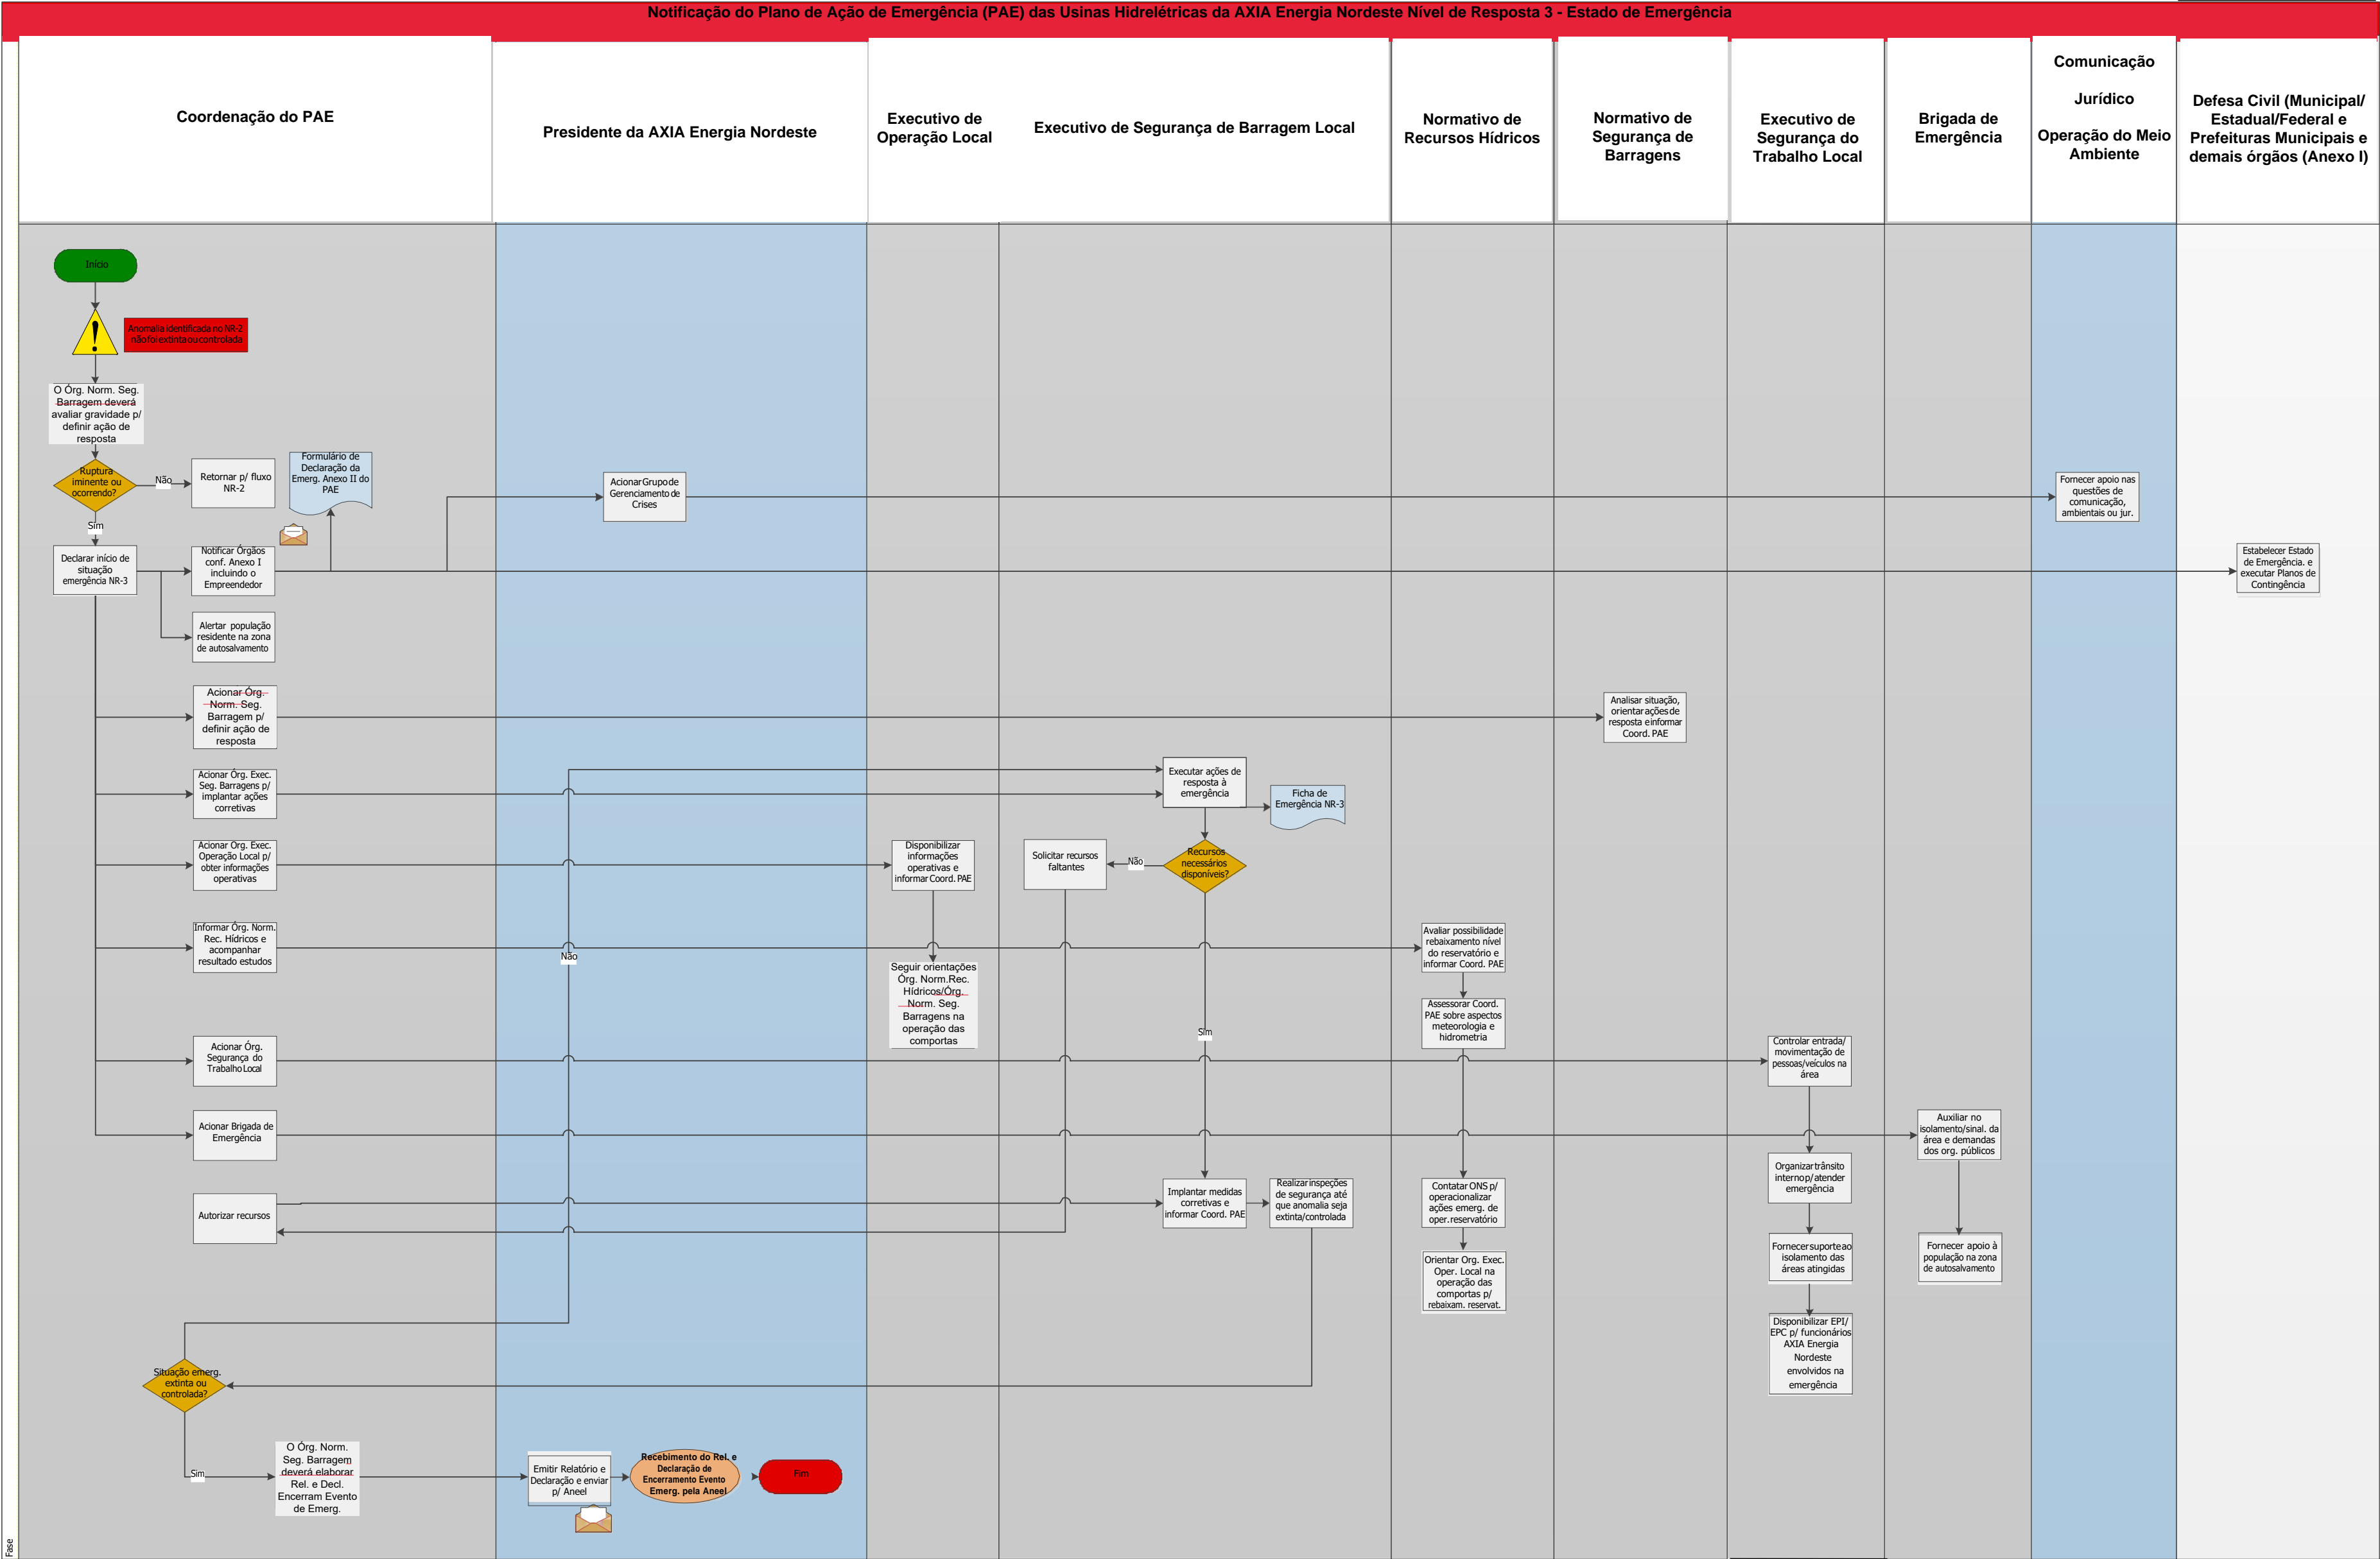 Notificação do Plano de Ação de Emergência (PAE) das Usinas Hidrelétricas da AXIA Energia Nordeste Nível de Resposta 3 - Estado de Emergência
Coordenação do PAE
Presidente da AXIA Energia Nordeste
Executivo de
Operação Local
Executivo de Segurança de Barragem Local
Normativo de
Recursos Hídricos
Normativo de
Segurança de
Barragens
Executivo de
Segurança do
Trabalho Local
Brigada de
Emergência
Comunicação
Jurídico
Operação do Meio
Ambiente
Defesa Civil (Municipal/
Estadual/Federal e
Prefeituras Municipais e
demais órgãos (Anexo I)
Início
Anomalia identificada no NR-2
não foi extinta ou controlada
O Órg. Norm. Seg.
Barragem deverá
avaliar gravidade p/
definir ação de
resposta
Ruptura
iminente ou
ocorrendo?
Não
Retornar p/ fluxo
NR-2
Formulário de
Declaração da
Emerg. Anexo II do
PAE
Acionar Grupo de
Gerenciamento de
Crises
Fornecer apoio nas
questões de
comunicação,
ambientais ou jur.
Sim
Declarar início de
situação
emergência NR-3
Notificar Órgãos
conf. Anexo I
incluindo o
Empreendedor
Estabelecer Estado
de Emergência. e
executar Planos de
Contingência
Alertar população
residente na zona
de autosalvamento
Acionar Órg.
Norm. Seg.
Barragem p/
definir ação de
resposta
Analisar situação,
orientar ações de
resposta e informar
Coord. PAE
Acionar Órg. Exec.
Seg. Barragens p/
implantar ações
corretivas
Executar ações de
resposta à
emergência
Ficha de
Emergência NR-3
Acionar Org. Exec.
Operação Local p/
obter informações
operativas
Disponibilizar
informações
operativas e
informar Coord. PAE
Solicitar recursos
faltantes
Não
Recursos
necessários
disponíveis?
Informar Órg. Norm.
Rec. Hídricos e
acompanhar
resultado estudos
Não
Seguir orientações
Órg. Norm.Rec.
Hídricos/Órg.
Norm. Seg.
Barragens na
operação das
comportas
Avaliar possibilidade
rebaixamento nível
do reservatório e
informar Coord. PAE
Assessorar Coord.
PAE sobre aspectos
meteorologia e
hidrometria
Sim
Acionar Órg.
Segurança do
Trabalho Local
Controlar entrada/
movimentação de
pessoas/veículos na
área
Acionar Brigada de
Emergência
Auxiliar no
isolamento/sinal. da
área e demandas
dos org. públicos
Organizar trânsito
interno p/ atender
emergência
Autorizar recursos
Implantar medidas
corretivas e
informar Coord. PAE
Realizar inspeções
de segurança até
que anomalia seja
extinta/controlada
Contatar ONS p/
operacionalizar
ações emerg. de
oper.reservatório
Fornecer suporte ao
isolamento das
áreas atingidas
Fornecer apoio à
população na zona
de autosalvamento
Orientar Org. Exec.
Oper. Local na
operação das
comportas p/
rebaixam. reservat.
Disponibilizar EPI/
EPC p/ funcionários
AXIA Energia
Nordeste
envolvidos na
emergência
Situação emerg.
extinta ou
controlada?
Sim
O Órg. Norm.
Seg. Barragem
deverá elaborar
Rel. e Decl.
Encerram Evento
de Emerg.
Emitir Relatório e
Declaração e enviar
p/ Aneel
Recebimento do Rel. e
Declaração de
Encerramento Evento
Emerg. pela Aneel
Fim
Fase